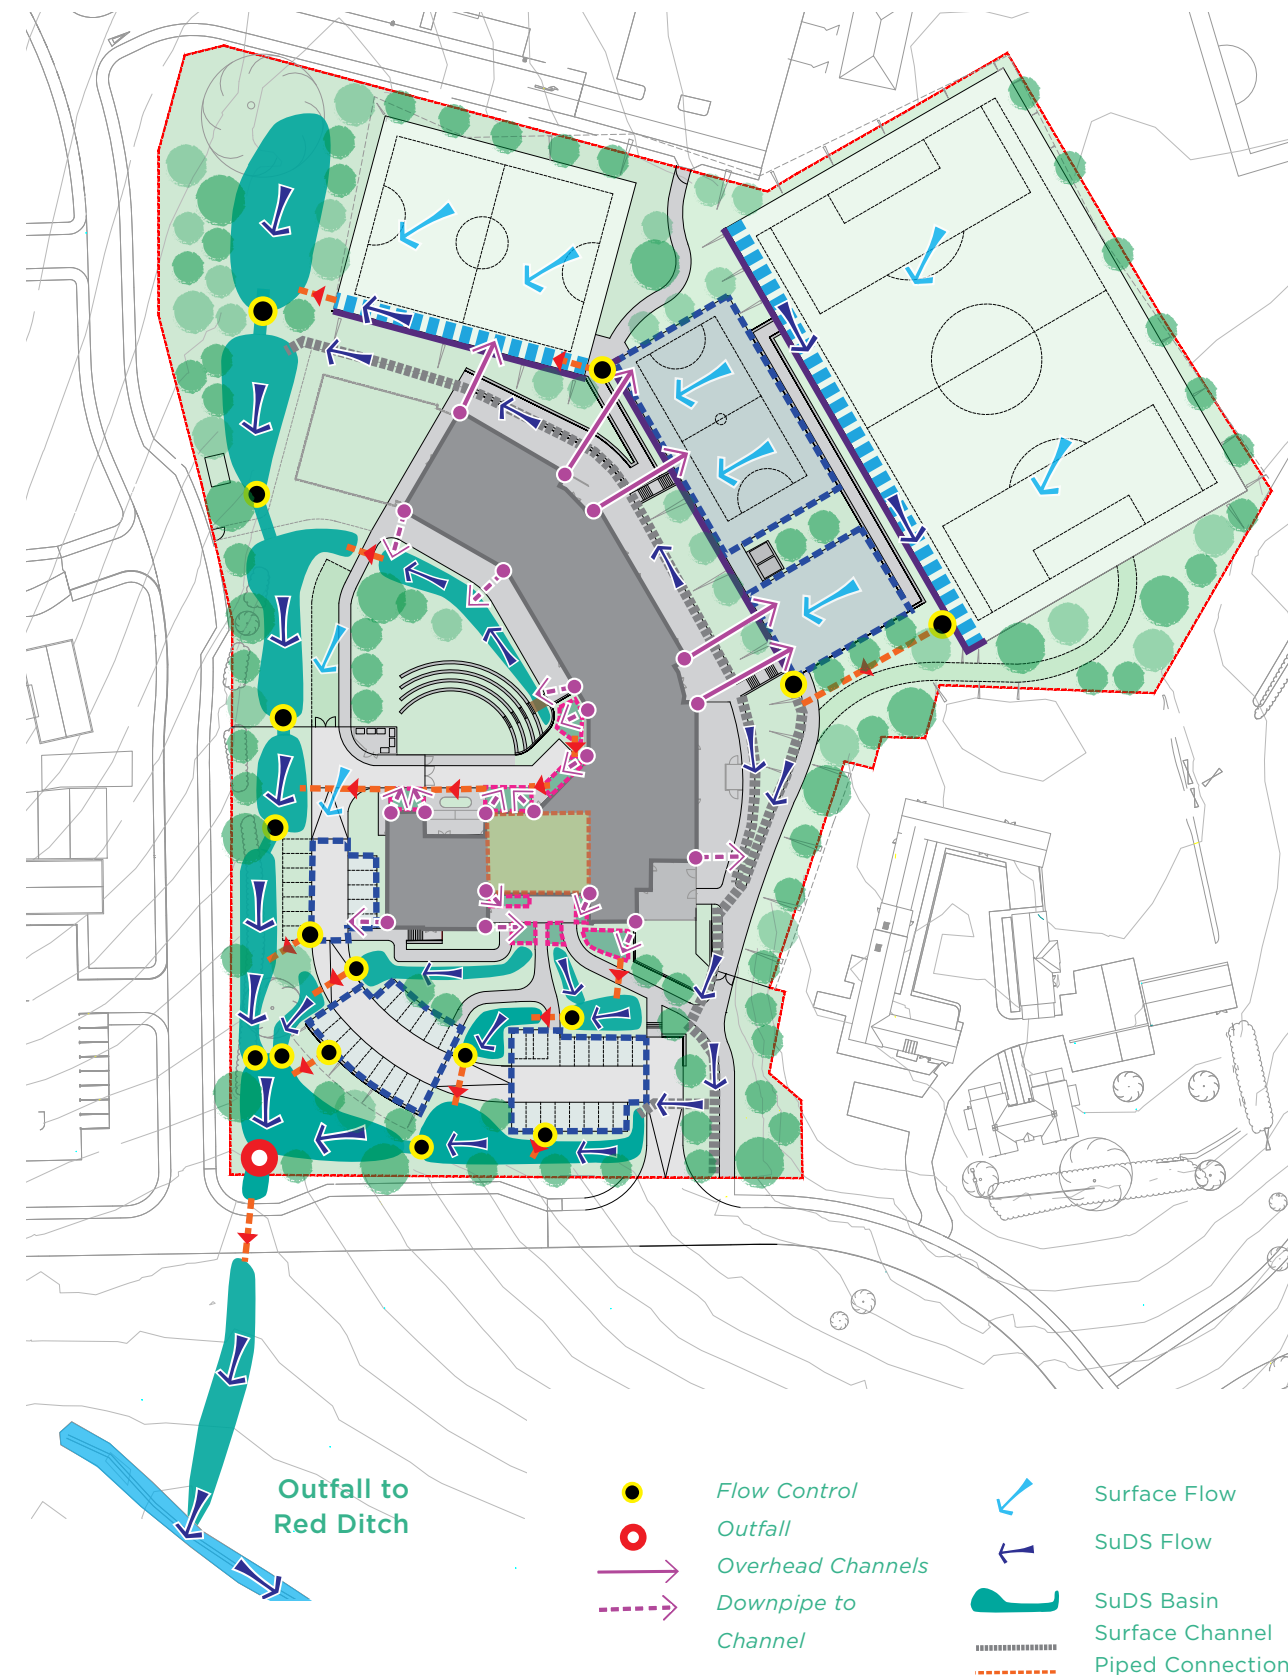 Outfall to
Red Ditch
Flow Control
Outfall
Overhead Channels
Downpipe to
Channel
Surface Flow
SuDS Flow
SuDS Basin
Surface Channel
Piped Connection